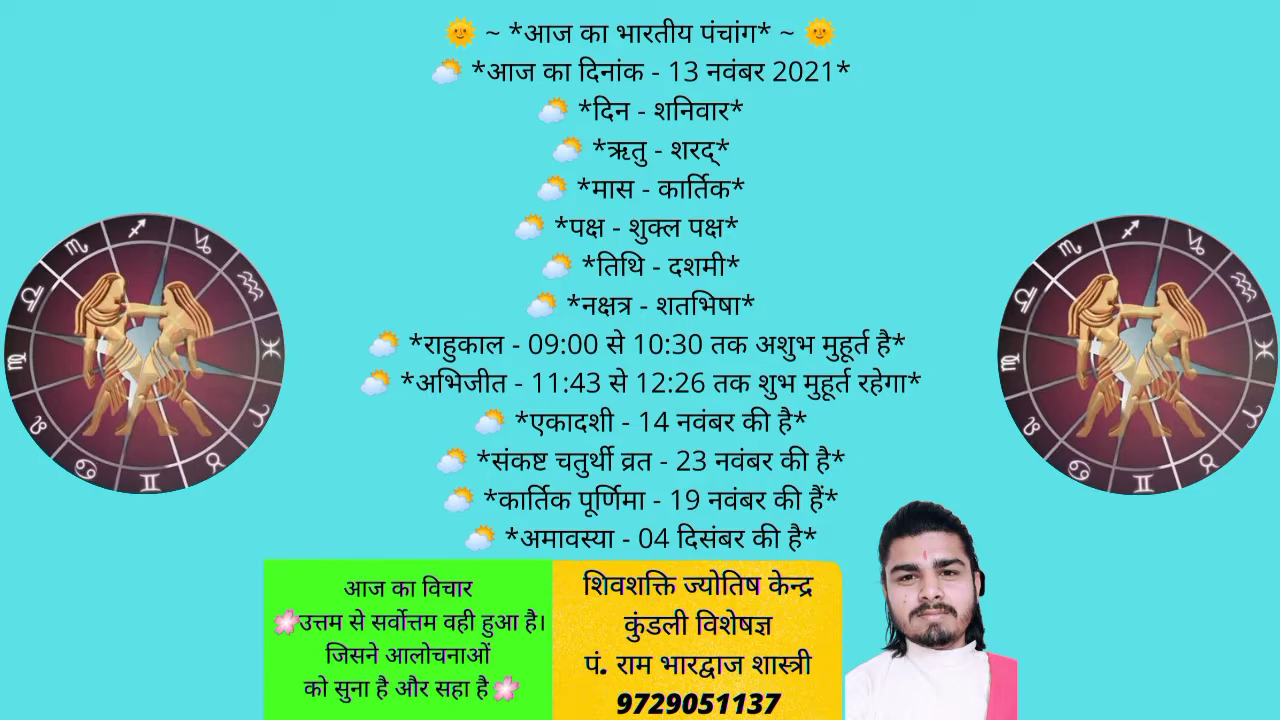 🌞 ~ *आज का भारतीय पंचांग* ~ 🌞
🌥️ *आज का दिनांक - 13 नवंबर 2021*
🌥️ *दिन - शनिवार*
🌥️ *ऋतु - शरद्*
🌥️ *मास - कार्तिक*
🌥️ *पक्ष - शुक्ल पक्ष*
🌥️ *तिथि - दशमी*
🌥️ *नक्षत्र - शतभिषा*
🌥️ *राहुकाल - 09:00 से 10:30 तक अशुभ मुहूर्त है*
🌥️ *अभिजीत - 11:43 से 12:26 तक शुभ मुहूर्त रहेगा*
🌥️ *एकादशी - 14 नवंबर की है*
🌥️ *संकष्ट चतुर्थी व्रत - 23 नवंबर की है*
🌥️ *कार्तिक पूर्णिमा - 19 नवंबर की हैं*
🌥️ *अमावस्या - 04 दिसंबर की है*
आज का विचार
🌸उत्तम से सर्वोत्तम वही हुआ है।
जिसने आलोचनाओं
को सुना है और सहा है🌸
शिवशक्ति ज्योतिष केन्द्र
कुंडली विशेषज्ञ
पं. राम भारद्वाज शास्त्री
9729051137